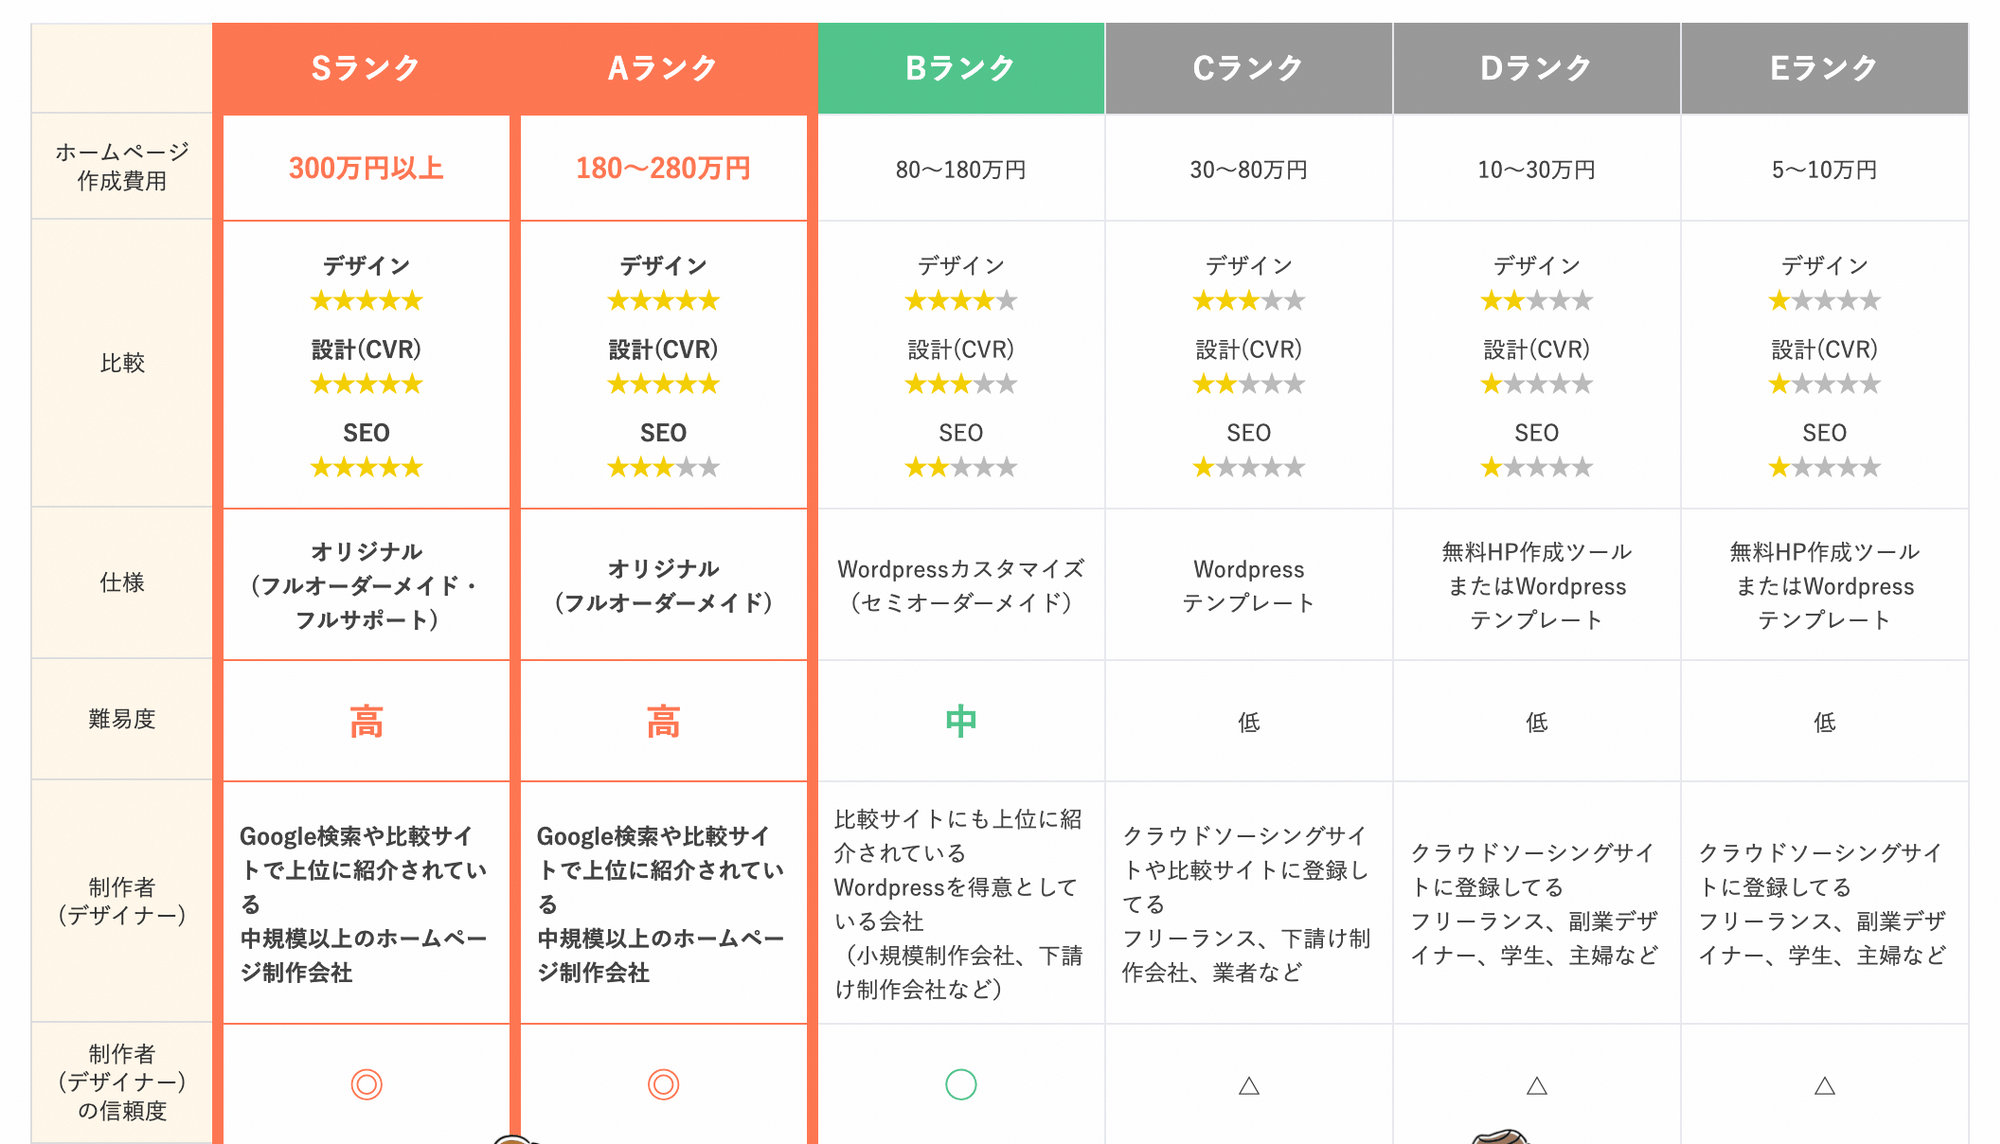 Sランク
Aランク
Bランク
Cランク
Dランク
Eランク
ホームページ
作成費用
300万円以上
180〜280万円
80〜180万円
30〜80万円
10〜30万円
5〜10万円
比較
デザイン
★★★★★
設計(CVR)
★★★★★
SEO
★★★★★
デザイン
★★★★★
設計(CVR)
★★★★★
SEO
★★★★★
デザイン
★★★★★
設計(CVR)
★★★★★
SEO
★★★★★
デザイン
★★★★★
設計(CVR)
★★★★★
SEO
★★★★★
デザイン
★★★★★
設計(CVR)
★★★★★
SEO
★★★★★
デザイン
★★★★★
設計(CVR)
★★★★★
SEO
★★★★★
仕様
オリジナル
（フルオーダーメイド・
フルサポート）
オリジナル
（フルオーダーメイド）
Wordpressカスタマイズ
（セミオーダーメイド）
Wordpress
テンプレート
無料HP作成ツール
またはWordpress
テンプレート
無料HP作成ツール
またはWordpress
テンプレート
難易度
高
高
中
低
低
低
制作者
（デザイナー）
Google検索や比較サイ
トで上位に紹介されてい
る
中規模以上のホームペー
ジ制作会社
Google検索や比較サイ
トで上位に紹介されてい
る
中規模以上のホームペー
ジ制作会社
比較サイトにも上位に紹
介されている
Wordpressを得意として
いる会社
（小規模制作会社、下請
け制作会社など）
クラウドソーシングサイ
トや比較サイトに登録し
てる
フリーランス、下請け制
作会社、業者など
クラウドソーシングサイ
トに登録してる
フリーランス、副業デザ
イナー、学生、主婦など
クラウドソーシングサイ
トに登録してる
フリーランス、副業デザ
イナー、学生、主婦など
制作者
（デザイナー）
の信頼度
◎
◎
○
△
△
△